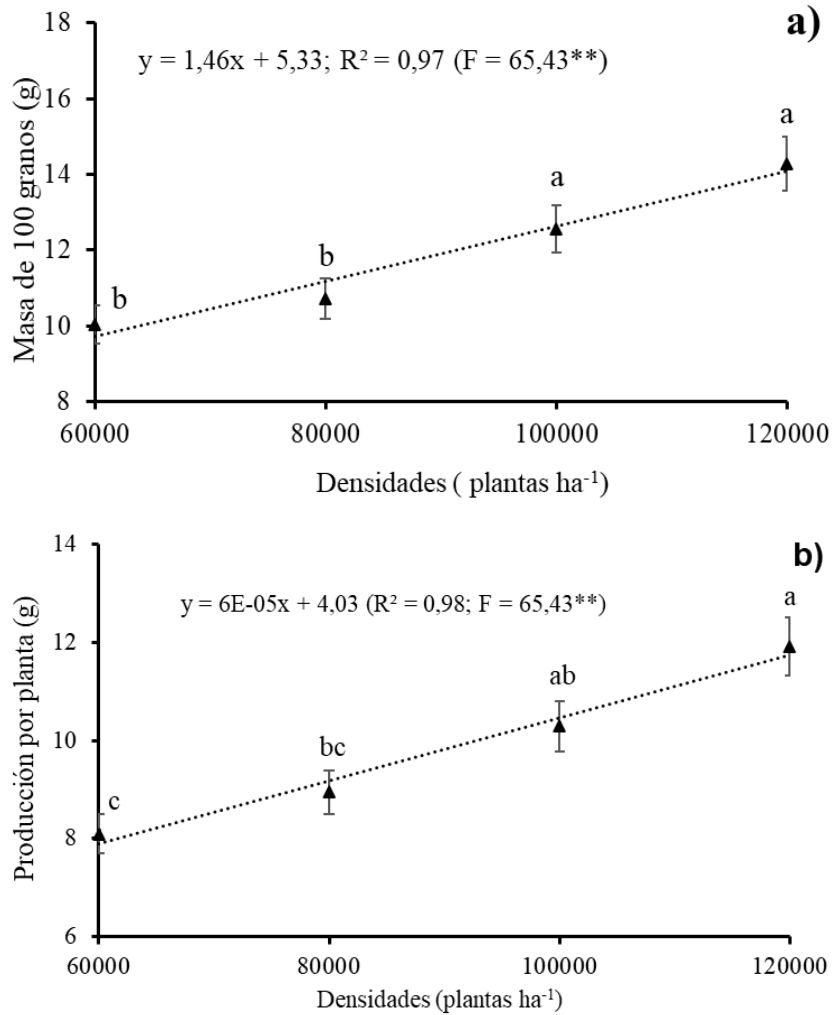 a)
y = 1,46x + 5,33; R² = 0,97 (F = 65,43**)
Masa de 100 granos (g)
18
16
14
12
10
8
b
b
a
a
60000
80000
100000
120000
Densidades ( plantas ha⁻¹)
b)
y = 6E-05x + 4,03 (R² = 0,98; F = 65,43**)
Producción por planta (g)
14
12
10
8
6
c
bc
ab
a
60000
80000
100000
120000
Densidades (plantas ha⁻¹)